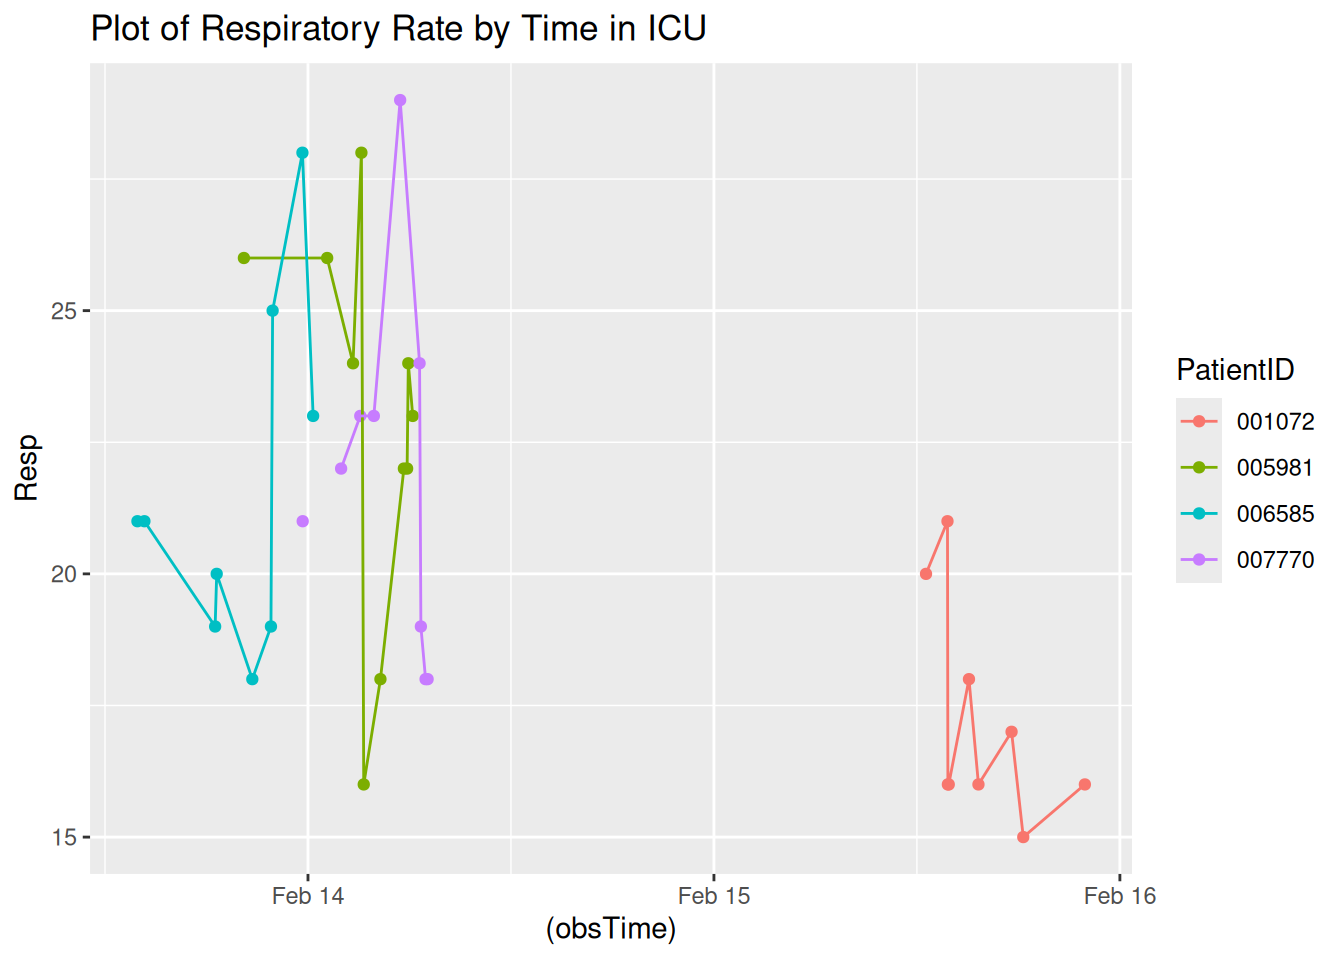 Plot of Respiratory Rate by Time in ICU
Resp
25
20
15
Feb 14
Feb 15
Feb 16
(obsTime)
PatientID
001072
005981
006585
007770